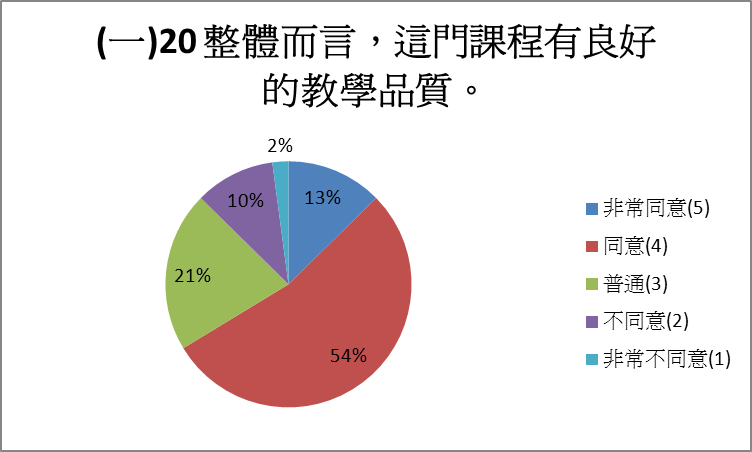 (一)20 整體而言，這門課程有良好
的教學品質。
2%
13%
10%
21%
54%
非常同意(5)
同意(4)
普通(3)
不同意(2)
非常不同意(1)